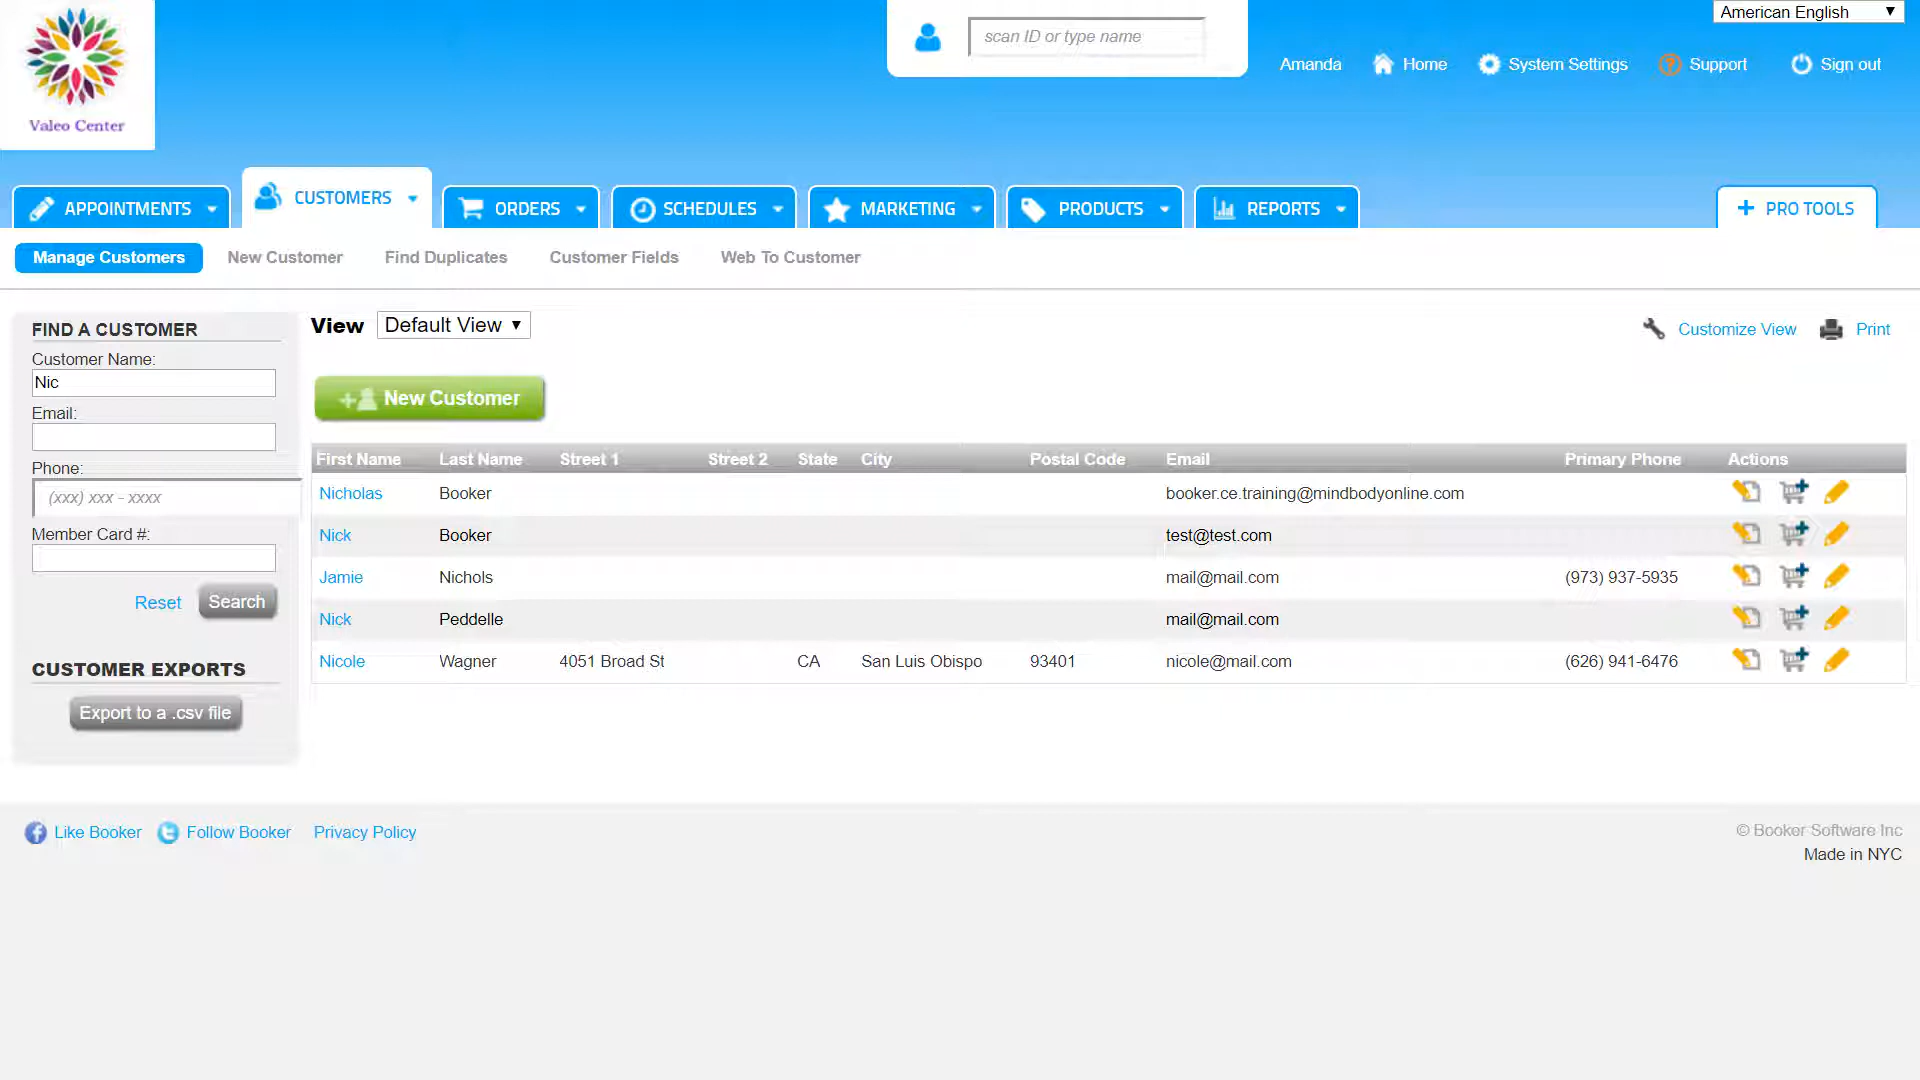 Valeo Center
scan ID or type name
American English
Amanda Home System Settings Support Sign out
APPOINTMENTS CUSTOMERS ORDERS SCHEDULES MARKETING PRODUCTS REPORTS + PRO TOOLS
Manage Customers New Customer Find Duplicates Customer Fields Web To Customer
FIND A CUSTOMER
Customer Name:
Nic
Email:
Phone:
(xxx) xxx - xxxx
Member Card #:
Reset Search
CUSTOMER EXPORTS
Export to a .csv file
View Default View
Customize View Print
New Customer
First Name Last Name Street 1 Street 2 State City Postal Code Email Primary Phone Actions
Nicholas Booker booker.ce.training@mindbodyonline.com
Nick Booker test@test.com
Jamie Nichols mail@mail.com (973) 937-5935
Nick Peddelle mail@mail.com
Nicole Wagner 4051 Broad St CA San Luis Obispo 93401 nicole@mail.com (626) 941-6476
Like Booker Follow Booker Privacy Policy
© Booker Software Inc
Made in NYC